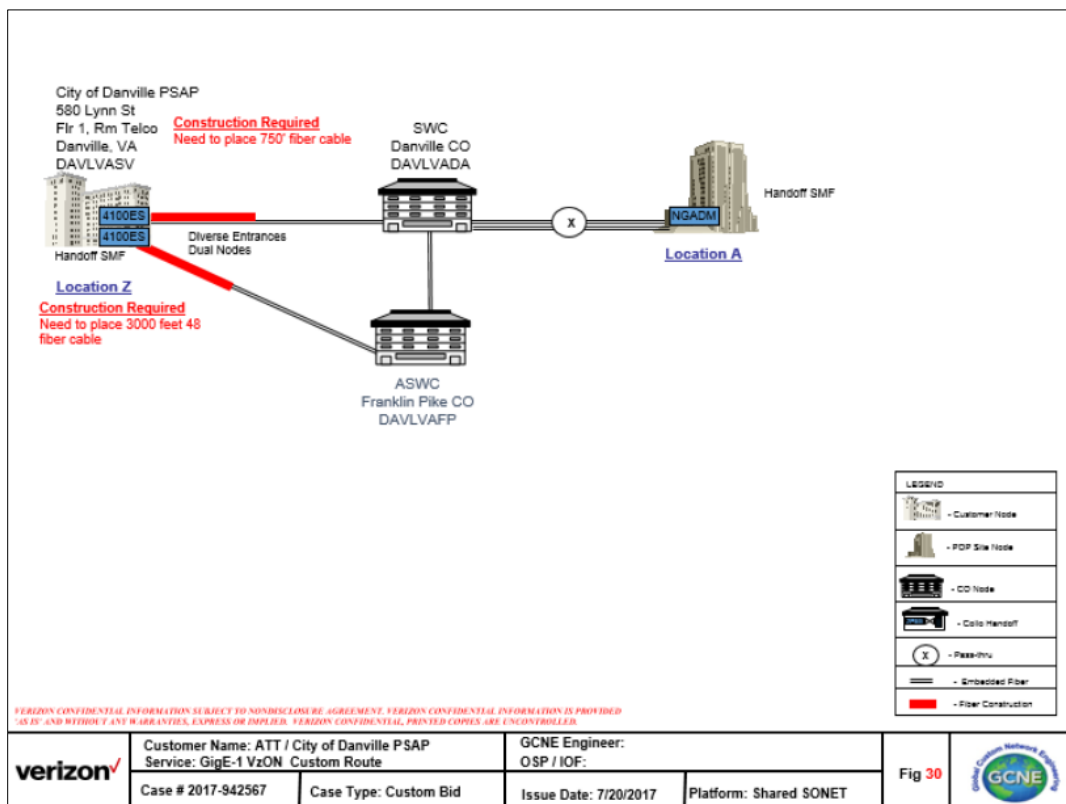 City of Danville PSAP
580 Lynn St
Flr 1, Rm Telco
Danville, VA
DAVLVASV
Construction Required
Need to place 750' fiber cable
SWC
Danville CO
DAVLVADA
4100ES
4100ES
Handoff SMF
Diverse Entrances
Dual Nodes
X
NGADM
Handoff SMF
Location A
Location Z
Construction Required
Need to place 3000 feet 48
fiber cable
ASWC
Franklin Pike CO
DAVLVAFP
LEGEND
- Customer Node
- POP Site Node
- CO Node
- Collo Handoff
X
- Pass-thru
- Embedded Fiber
- Fiber Construction
VERIZON CONFIDENTIAL INFORMATION SUBJECT TO NONDISCLOSURE AGREEMENT. VERIZON CONFIDENTIAL INFORMATION IS PROVIDED
'AS IS' AND WITHOUT ANY WARRANTIES, EXPRESS OR IMPLIED. VERIZON CONFIDENTIAL, PRINTED COPIES ARE UNCONTROLLED.
verizon
Customer Name: ATT / City of Danville PSAP
Service: GigE-1 VzON Custom Route
GCNE Engineer:
OSP / IOF:
Case # 2017-942567
Case Type: Custom Bid
Issue Date: 7/20/2017
Platform: Shared SONET
Fig 30
Global Custom Network Engineering
GCNE